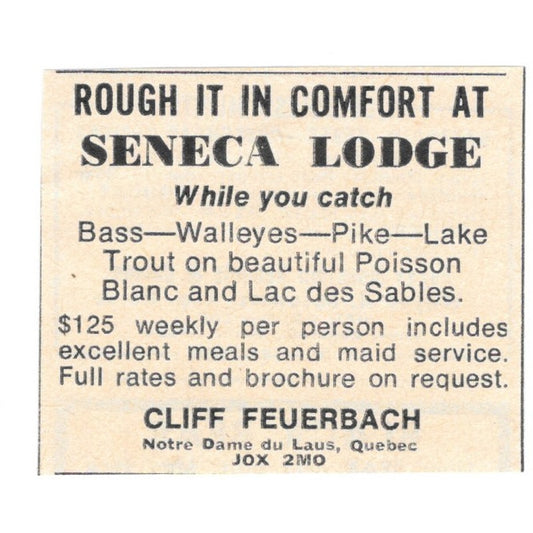 ROUGH IT IN COMFORT AT
SENECA LODGE
While you catch
Bass—Walleyes—Pike—Lake
Trout on beautiful Poisson
Blanc and Lac des Sables.
$125 weekly per person includes
excellent meals and maid service.
Full rates and brochure on request.
CLIFF FEUERBACH
Notre Dame du Laus, Quebec
JOX 2MO